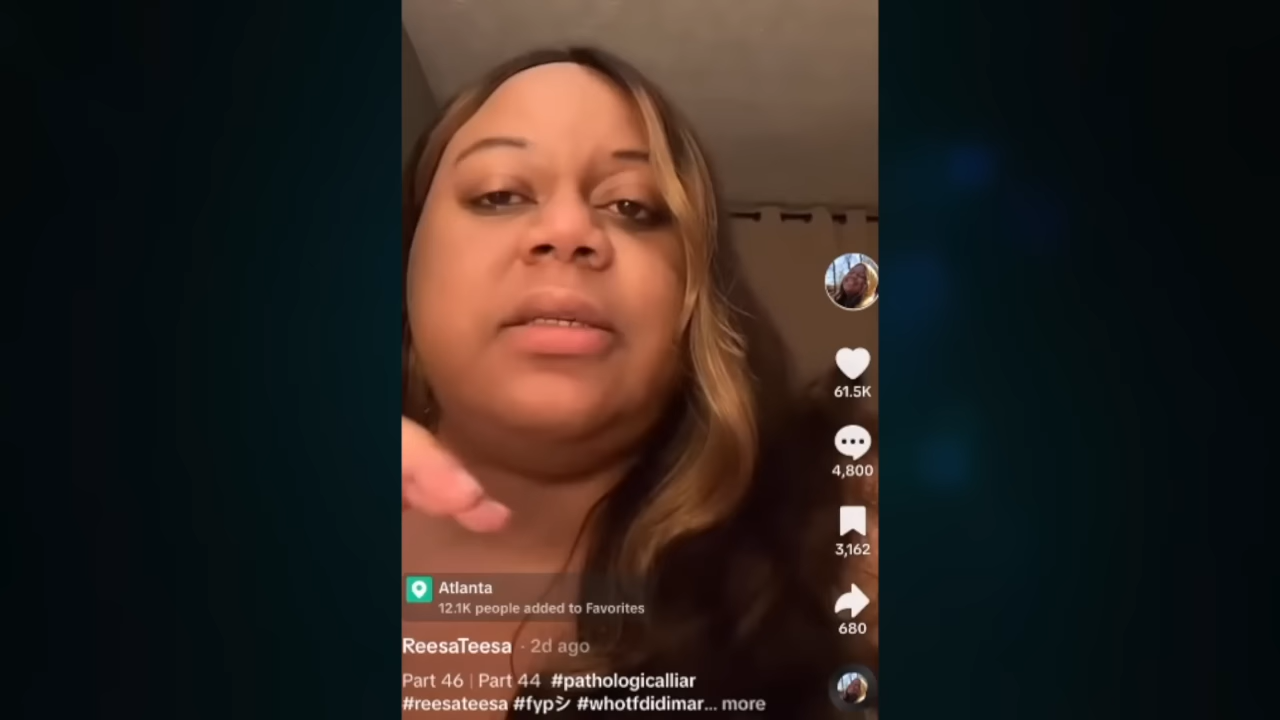 61.5K
4,800
3,162
680
Atlanta
12.1K people added to Favorites
ReesaTeesa · 2d ago
Part 46 | Part 44 #pathologicalliar
#reesateesa #fypシ #whotfdidimar... more